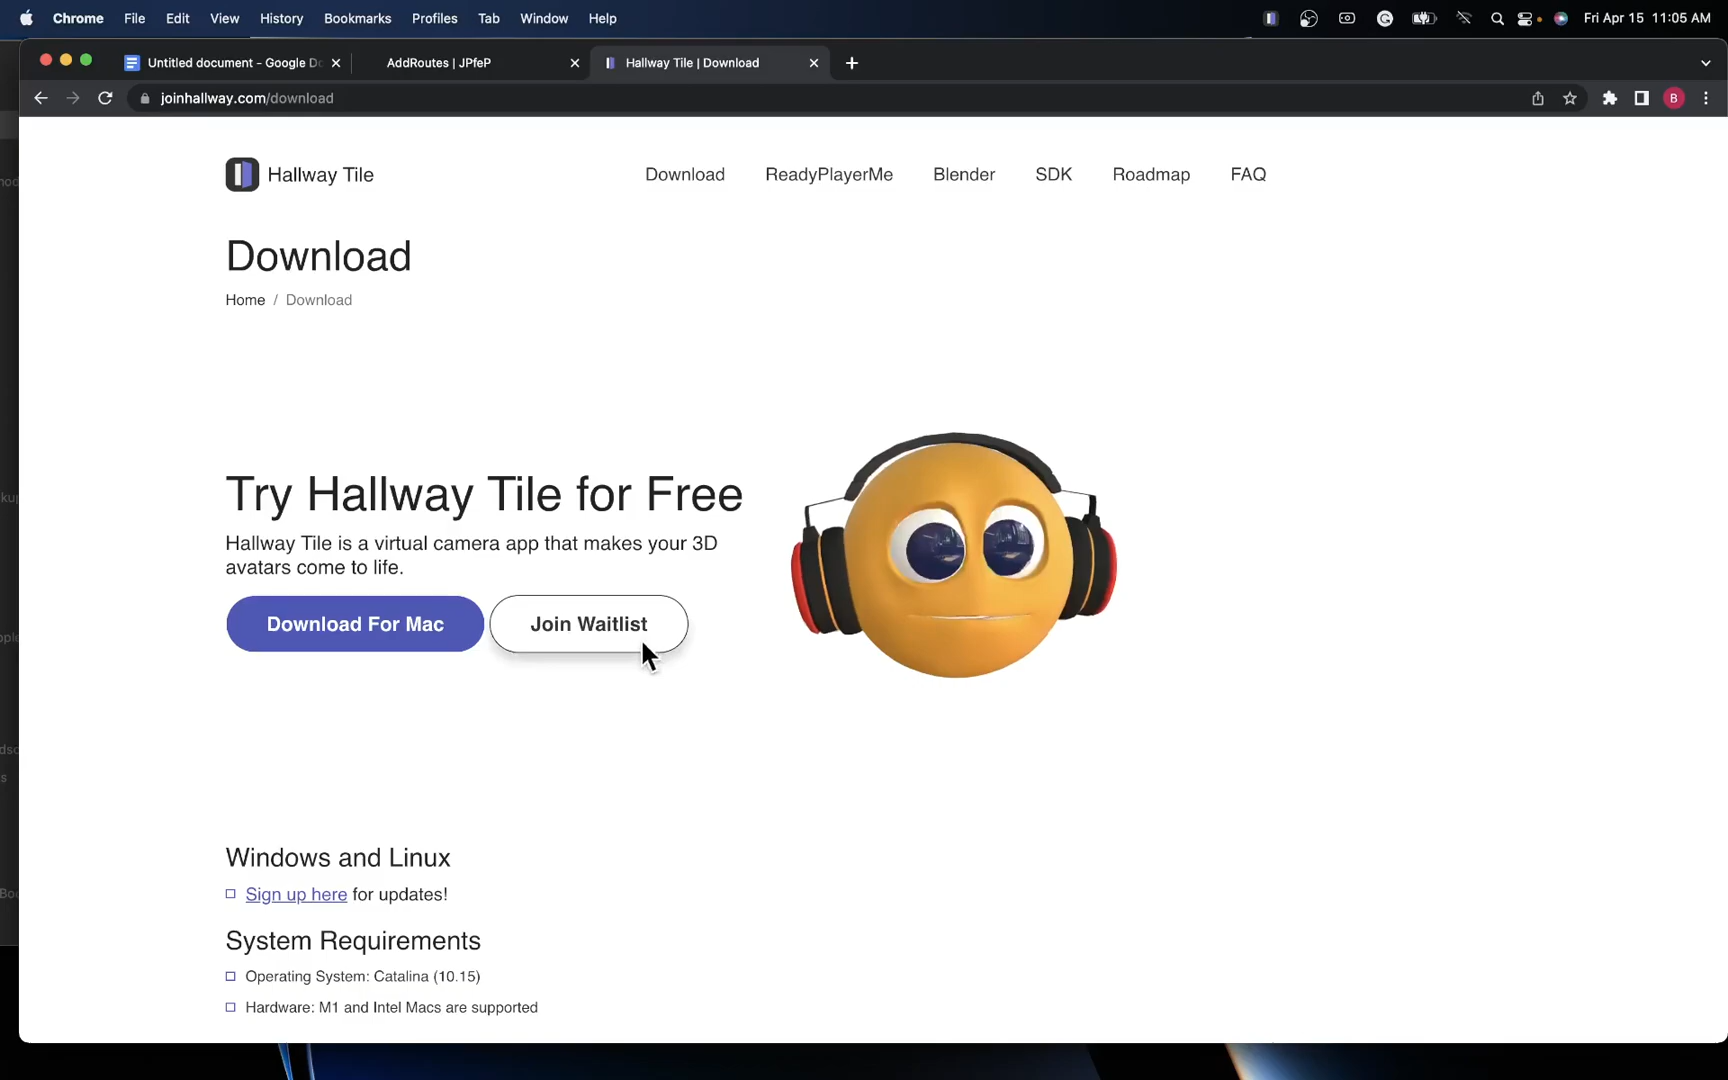 Chrome File Edit View History Bookmarks Profiles Tab Window Help Fri Apr 15 11:05 AM
Untitled document - Google Do AddRoutes | JPfeP Hallway Tile | Download
joinhallway.com/download B
Hallway Tile Download ReadyPlayerMe Blender SDK Roadmap FAQ
Download
Home / Download
Try Hallway Tile for Free
Hallway Tile is a virtual camera app that makes your 3D
avatars come to life.
Download For Mac Join Waitlist
Windows and Linux
Sign up here for updates!
System Requirements
Operating System: Catalina (10.15)
Hardware: M1 and Intel Macs are supported